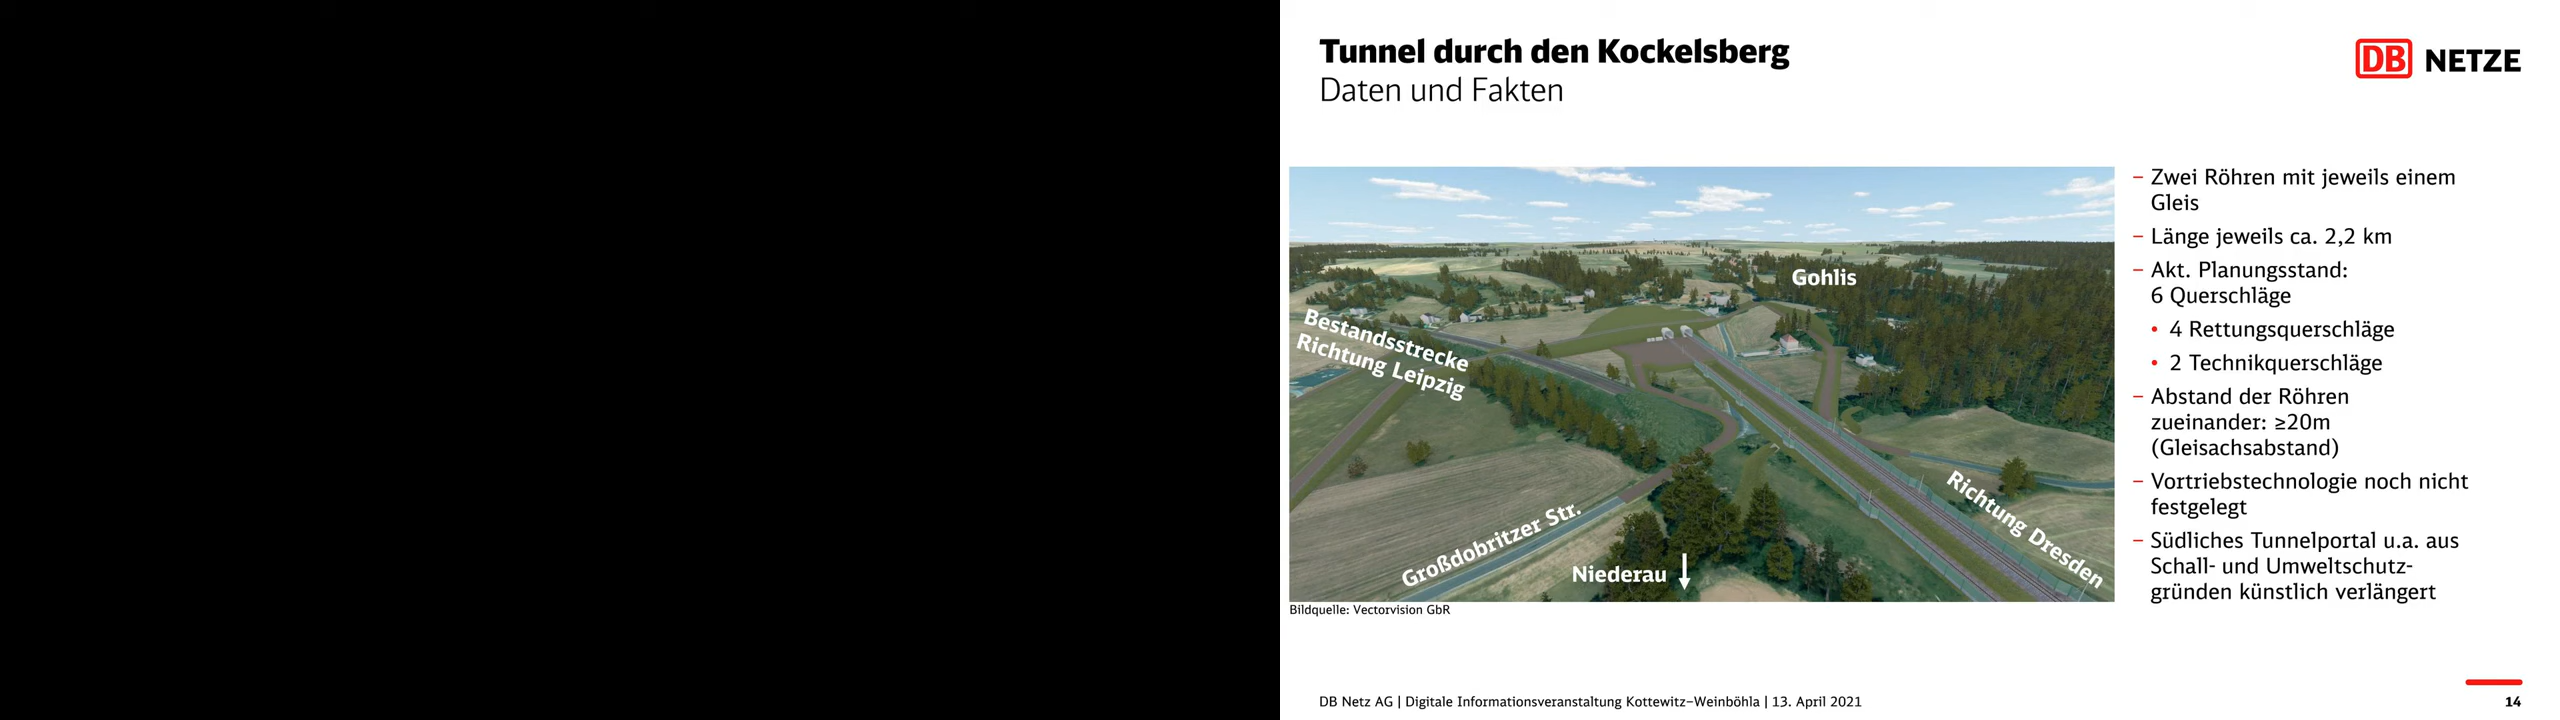 Tunnel durch den Kockelsberg
Daten und Fakten
DB NETZE
Gohlis
Bestandsstrecke
Richtung Leipzig
Großdobritzer Str.
Niederau
Richtung Dresden
Bildquelle: Vectorvision GbR
– Zwei Röhren mit jeweils einem
Gleis
– Länge jeweils ca. 2,2 km
– Akt. Planungsstand:
6 Querschläge
• 4 Rettungsquerschläge
• 2 Technikquerschläge
– Abstand der Röhren
zueinander: ≥20m
(Gleisachsabstand)
– Vortriebstechnologie noch nicht
festgelegt
– Südliches Tunnelportal u.a. aus
Schall- und Umweltschutz-
gründen künstlich verlängert
DB Netz AG | Digitale Informationsveranstaltung Kottewitz–Weinböhla | 13. April 2021
14